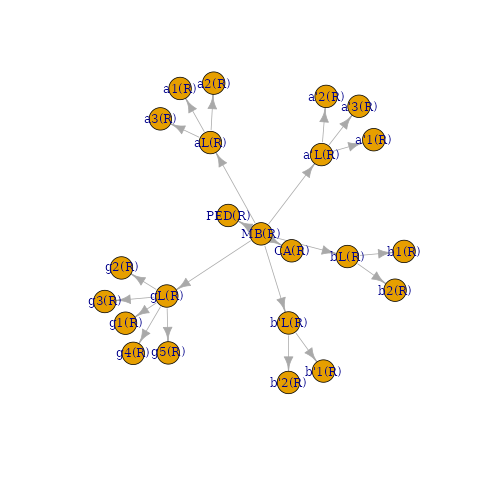 a1(R)
a2(R)
a3(R)
aL(R)
a'2(R)
a'3(R)
a'1(R)
a'L(R)
PED(R)
MB(R)
CA(R)
bL(R)
b1(R)
b2(R)
g2(R)
gL(R)
g3(R)
g1(R)
g4(R)
g5(R)
b'L(R)
b'1(R)
b'2(R)